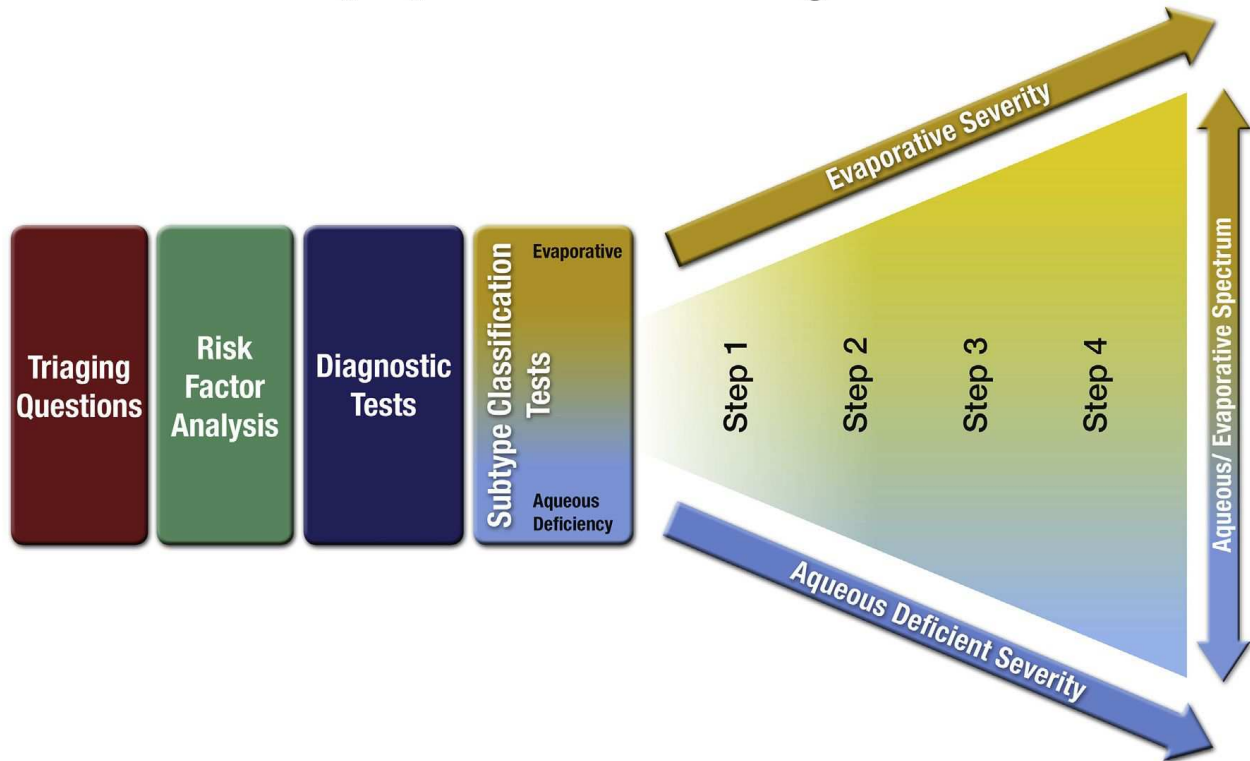 Triaging
Questions
Risk
Factor
Analysis
Diagnostic
Tests
Subtype Classification
Tests
Evaporative
Aqueous
Deficiency
Evaporative Severity
Step 1
Step 2
Step 3
Step 4
Aqueous Deficient Severity
Aqueous/ Evaporative Spectrum